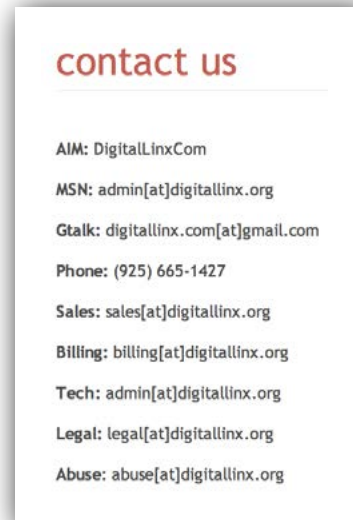 contact us
AIM: DigitalLinxCom
MSN: admin[at]digitallinx.org
Gtalk: digitallinx.com[at]gmail.com
Phone: (925) 665-1427
Sales: sales[at]digitallinx.org
Billing: billing[at]digitallinx.org
Tech: admin[at]digitallinx.org
Legal: legal[at]digitallinx.org
Abuse: abuse[at]digitallinx.org